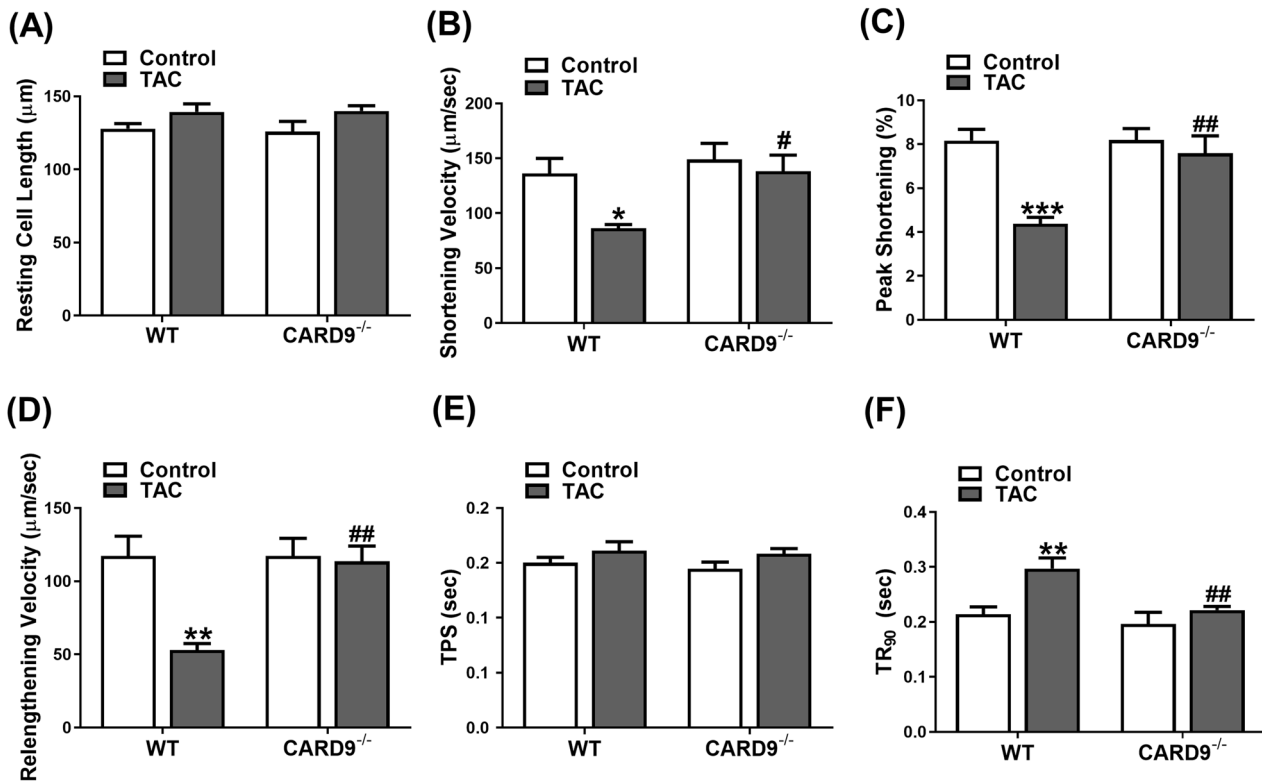 (A)
Control
TAC
Resting Cell Length (μm)
150
100
50
0
WT
CARD9-/-
(B)
Control
TAC
Shortening Velocity (μm/sec)
200
150
100
50
0
*
#
WT
CARD9-/-
(C)
Control
TAC
Peak Shortening (%)
10
8
6
4
2
0
***
##
WT
CARD9-/-
(D)
Control
TAC
Relengthening Velocity (μm/sec)
150
100
50
0
**
##
WT
CARD9-/-
(E)
Control
TAC
TPS (sec)
0.2
0.2
0.1
0.1
0.0
WT
CARD9-/-
(F)
Control
TAC
TR90 (sec)
0.4
0.3
0.2
0.1
0.0
**
##
WT
CARD9-/-